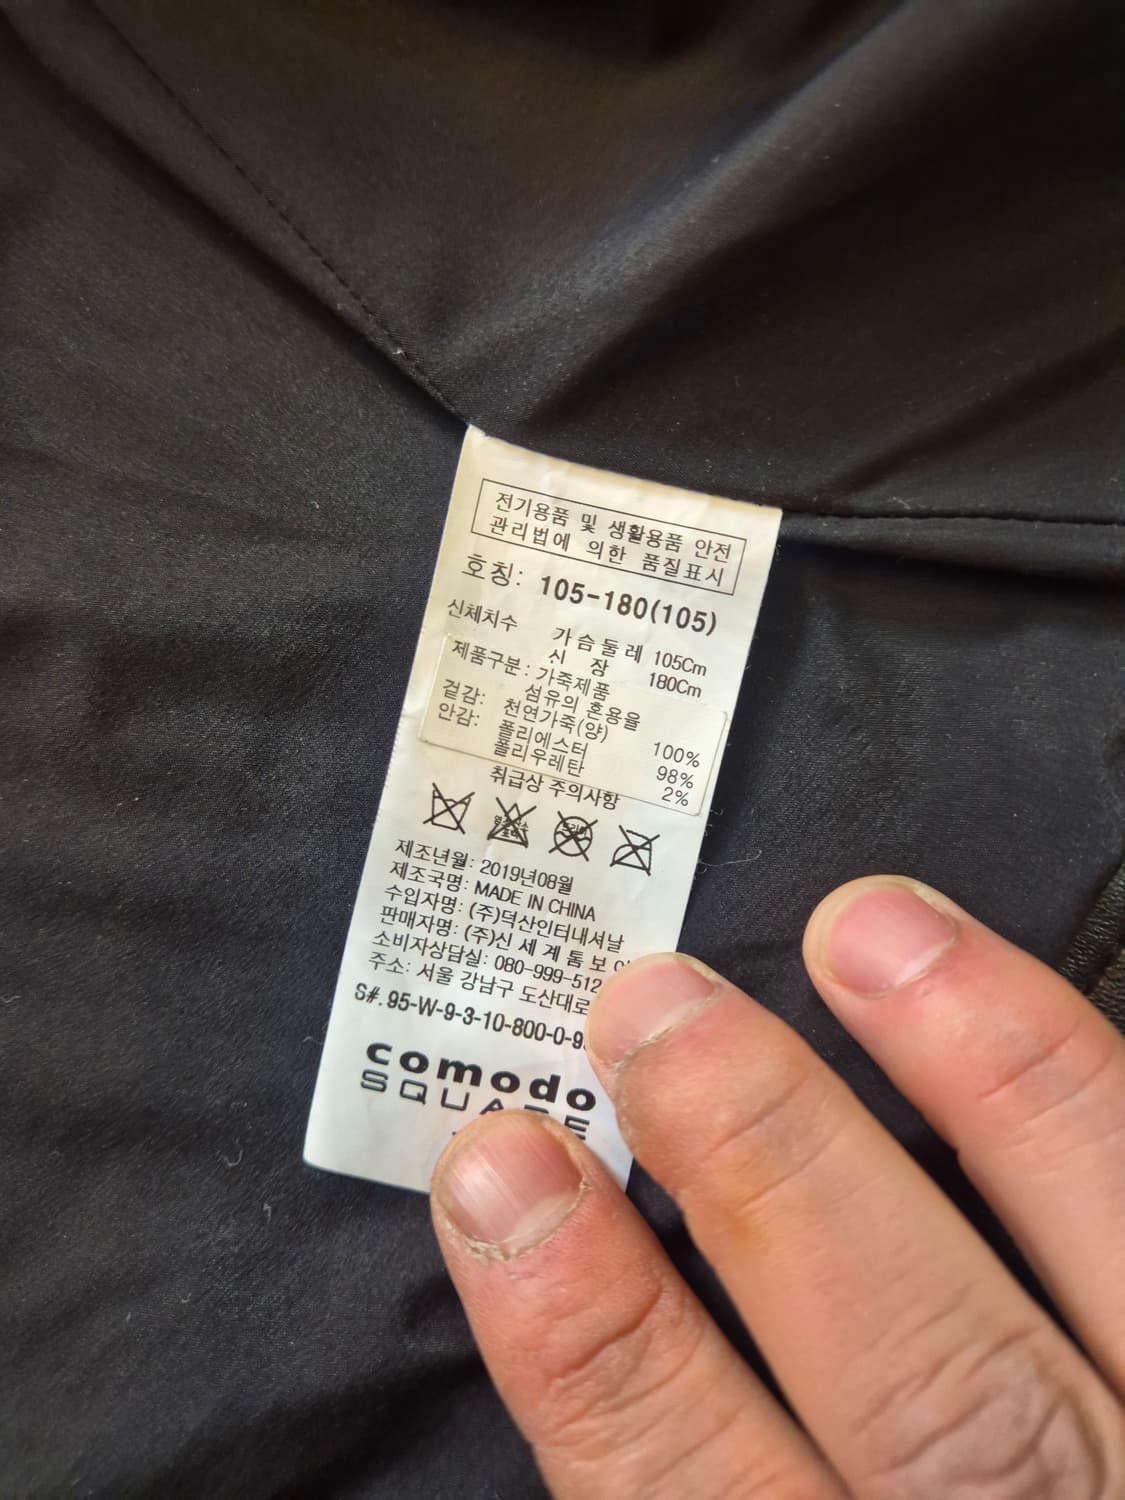 전기용품 및 생활용품 안전
관리법에 의한 품질표시
호칭: 105-180(105)
신체치수 가슴둘레 105Cm
신 장 180Cm
제품구분: 가죽제품
섬유의 혼용율
겉감: 천연가죽(양) 100%
안감: 폴리에스터 98%
폴리우레탄 2%
취급상 주의사항
제조년월: 2019년08월
제조국명: MADE IN CHINA
수입자명: (주)덕산인터내셔날
판매자명: (주)신세계톰보이
소비자상담실: 080-999-512
주소: 서울 강남구 도산대로
S#. 95-W-9-3-10-800-0-9
comodo
SQUARE